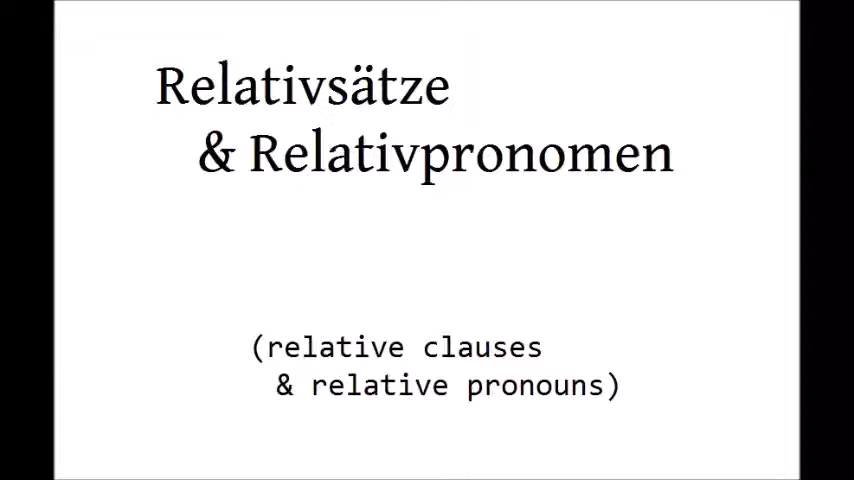 Relativsätze
& Relativpronomen
(relative clauses
& relative pronouns)